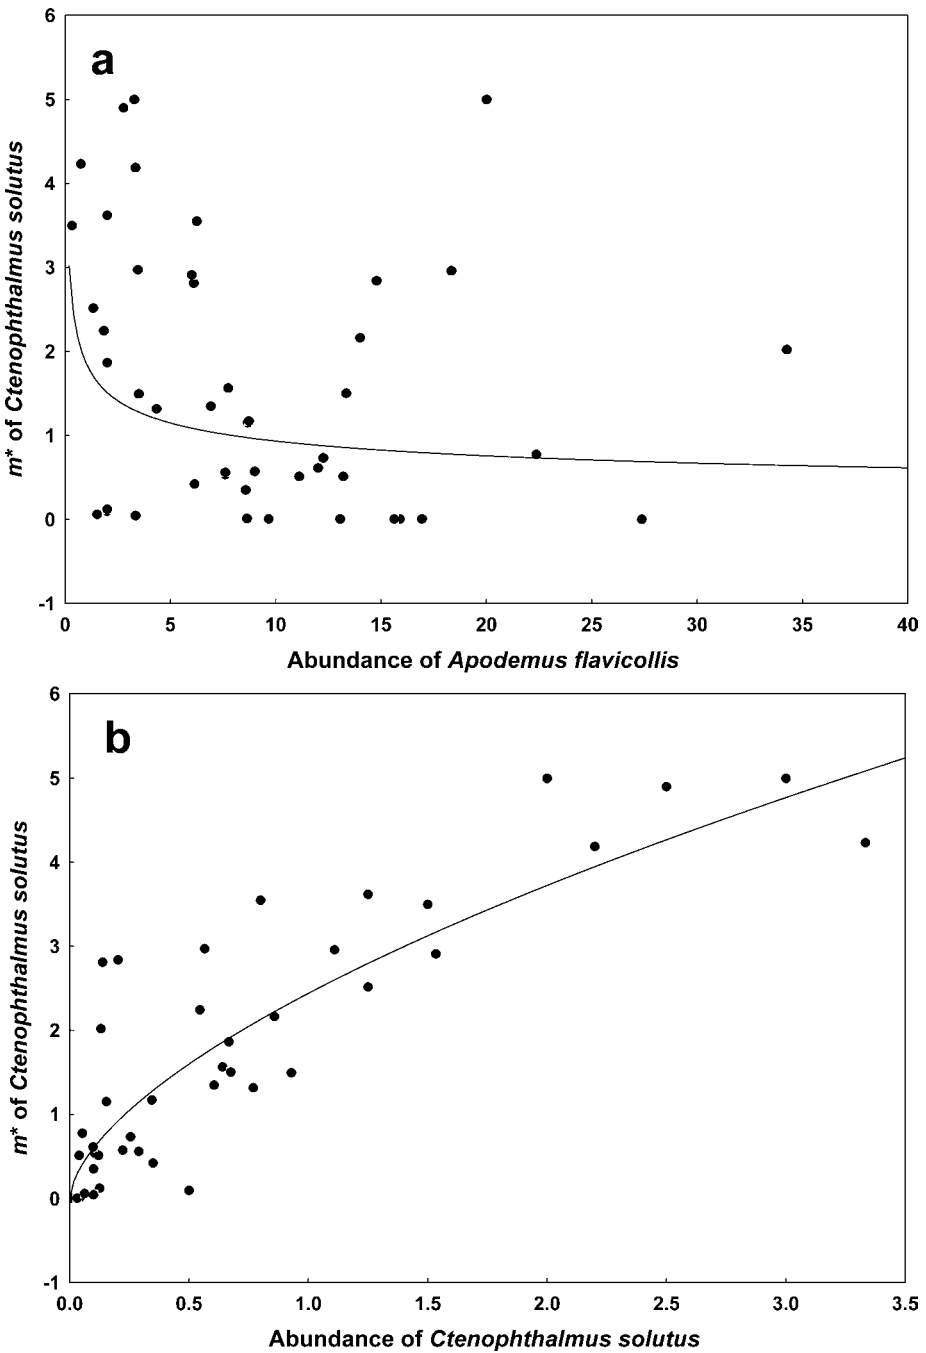 6
a
5
4
3
2
1
0
-1
m* of Ctenophthalmus solutus
0 5 10 15 20 25 30 35 40
Abundance of Apodemus flavicollis
6
b
5
4
3
2
1
0
-1
m* of Ctenophthalmus solutus
0.0 0.5 1.0 1.5 2.0 2.5 3.0 3.5
Abundance of Ctenophthalmus solutus